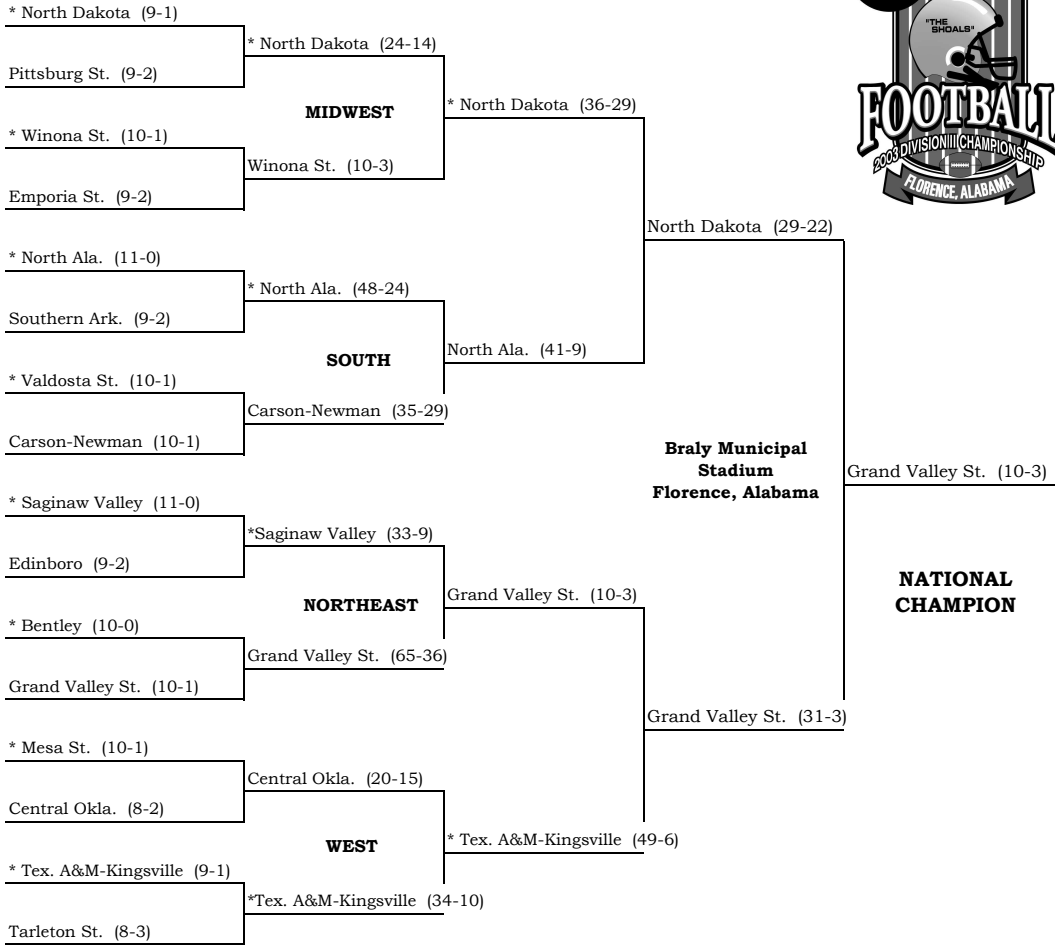 * North Dakota (9-1)
Pittsburg St. (9-2)
* Winona St. (10-1)
Emporia St. (9-2)
* North Ala. (11-0)
Southern Ark. (9-2)
* Valdosta St. (10-1)
Carson-Newman (10-1)
* Saginaw Valley (11-0)
Edinboro (9-2)
* Bentley (10-0)
Grand Valley St. (10-1)
* Mesa St. (10-1)
Central Okla. (8-2)
* Tex. A&M-Kingsville (9-1)
Tarleton St. (8-3)
* North Dakota (24-14)
MIDWEST
Winona St. (10-3)
* North Ala. (48-24)
SOUTH
Carson-Newman (35-29)
*Saginaw Valley (33-9)
NORTHEAST
Grand Valley St. (65-36)
Central Okla. (20-15)
WEST
*Tex. A&M-Kingsville (34-10)
* North Dakota (36-29)
North Ala. (41-9)
Grand Valley St. (10-3)
* Tex. A&M-Kingsville (49-6)
North Dakota (29-22)
Braly Municipal
Stadium
Florence, Alabama
Grand Valley St. (31-3)
Grand Valley St. (10-3)
NATIONAL
CHAMPION
"THE
SHOALS"
FOOTBALL
2003 DIVISION III CHAMPIONSHIP
FLORENCE, ALABAMA